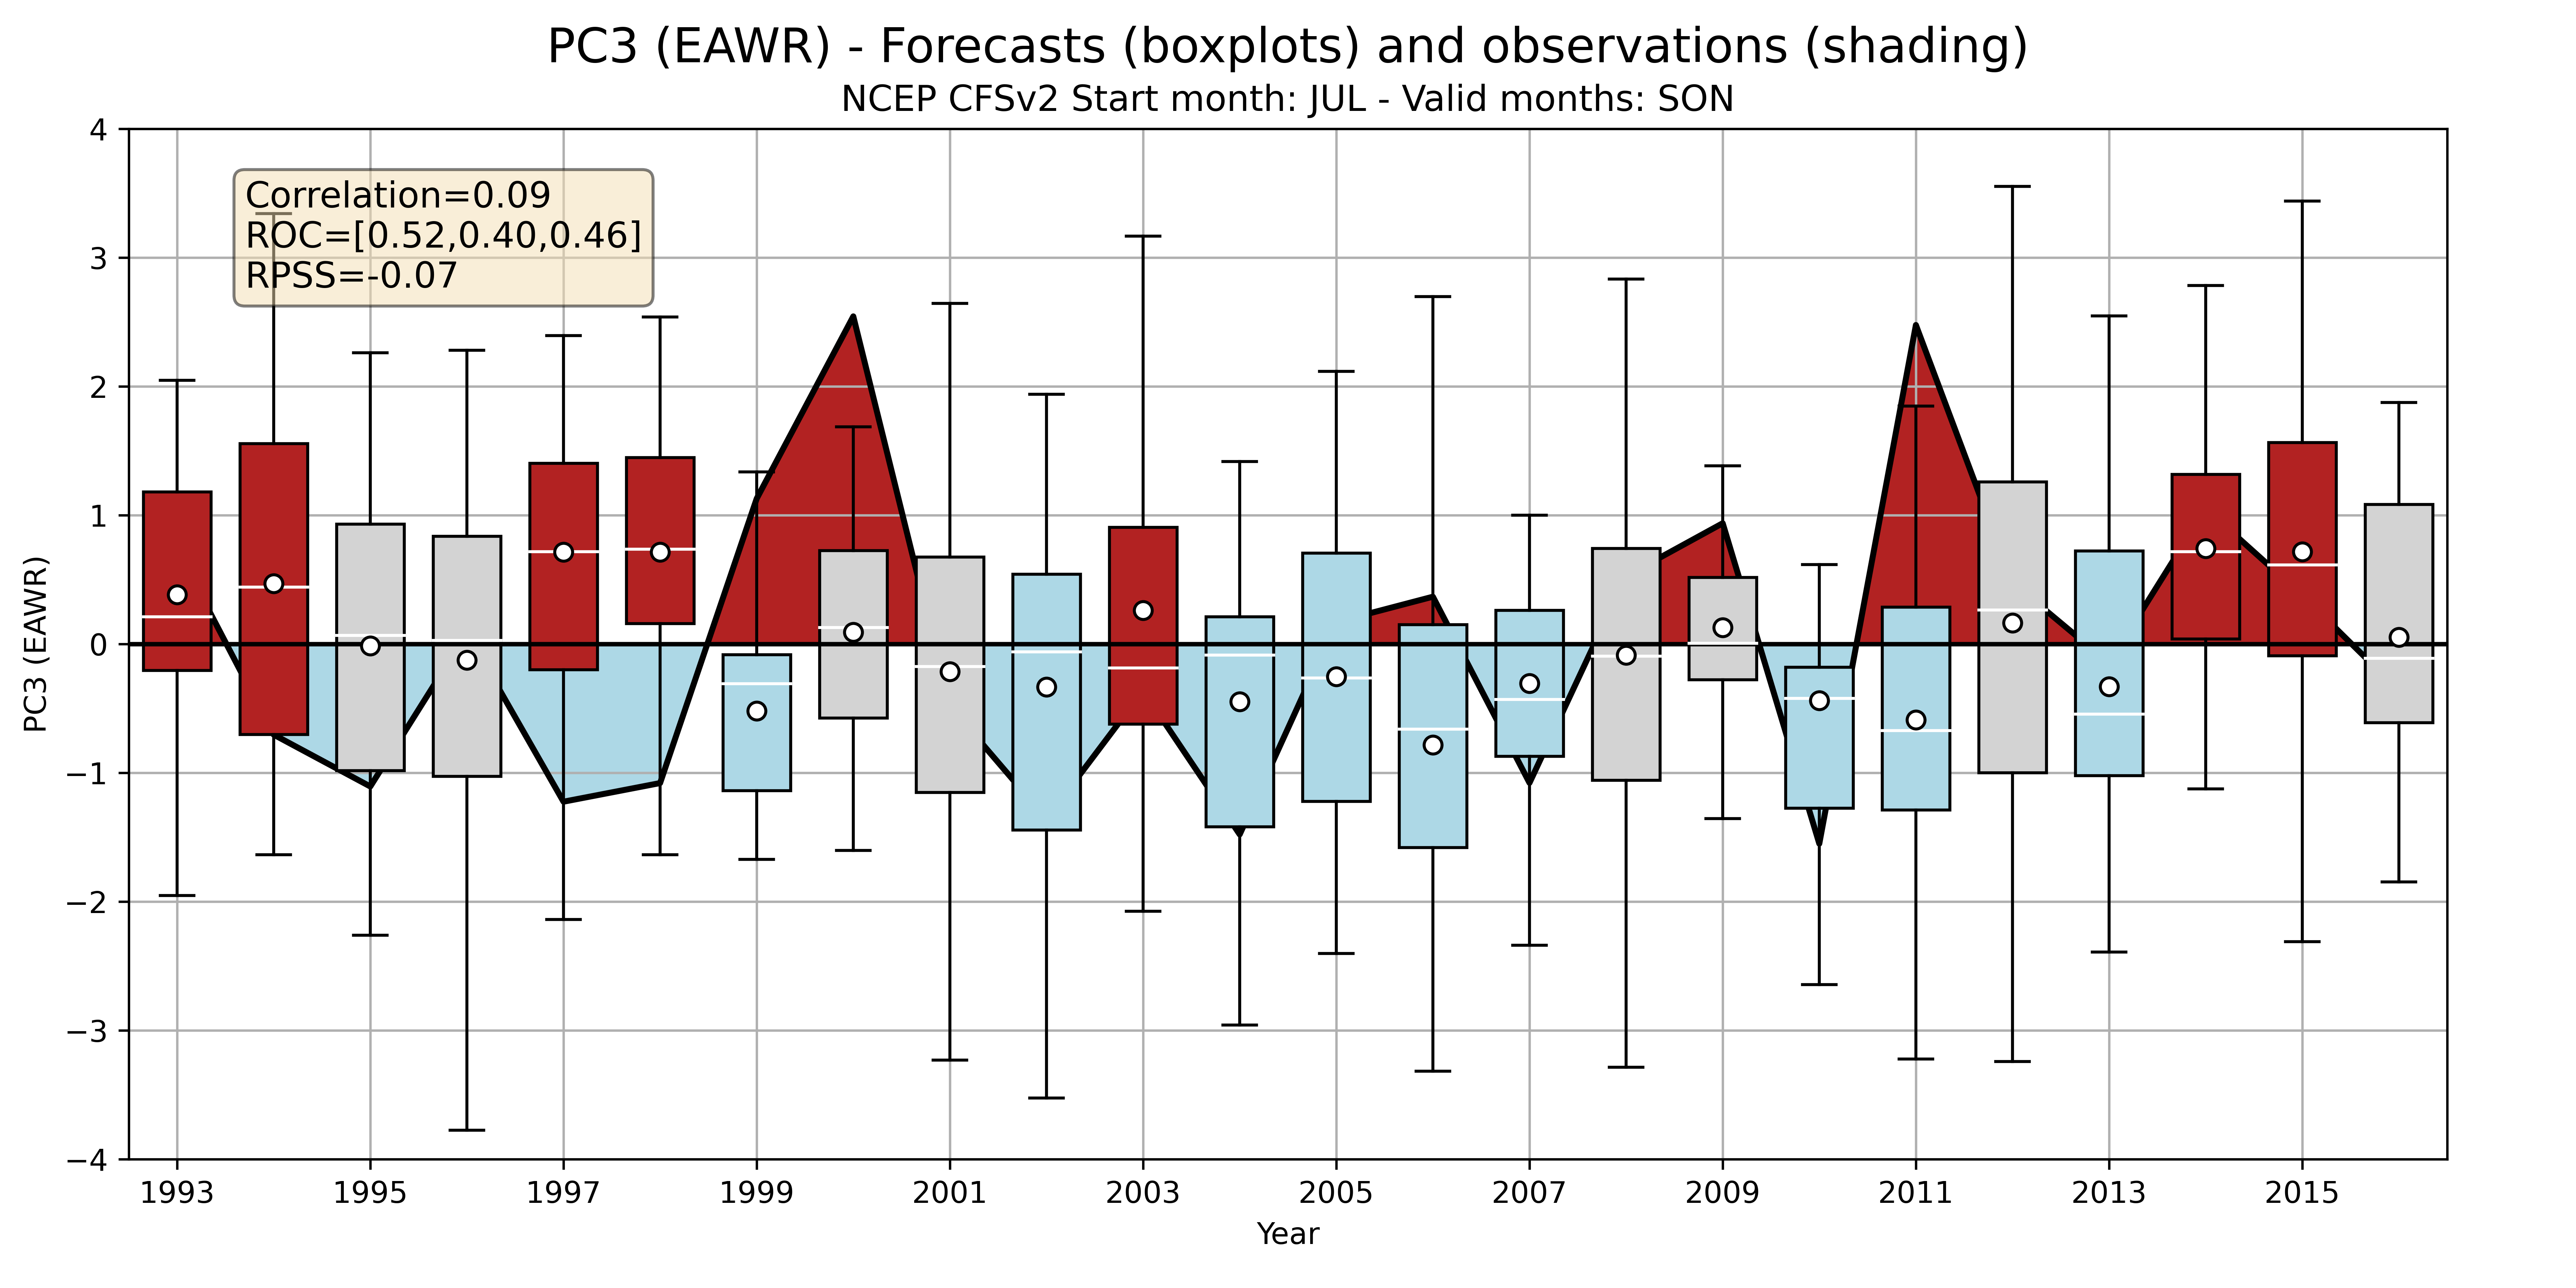 PC3 (EAWR) - Forecasts (boxplots) and observations (shading)
NCEP CFSv2 Start month: JUL - Valid months: SON
Correlation=0.09
ROC=[0.52,0.40,0.46]
RPSS=-0.07
PC3 (EAWR)
4
3
2
1
0
−1
−2
−3
−4
1993 1995 1997 1999 2001 2003 2005 2007 2009 2011 2013 2015
Year